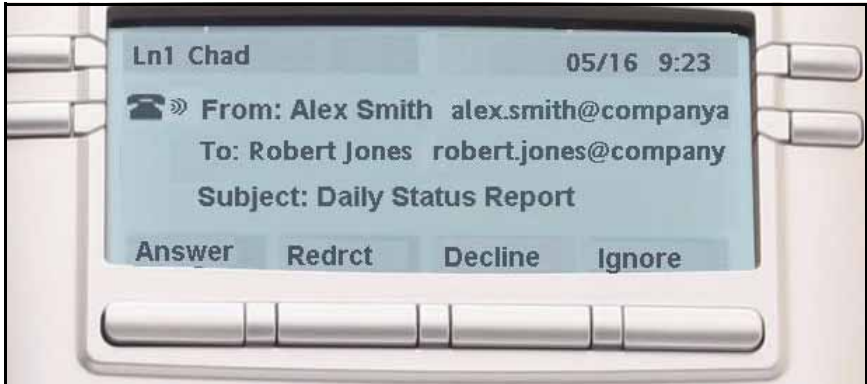 Ln1 Chad 05/16 9:23
From: Alex Smith alex.smith@companya
To: Robert Jones robert.jones@company
Subject: Daily Status Report
Answer Redrct Decline Ignore